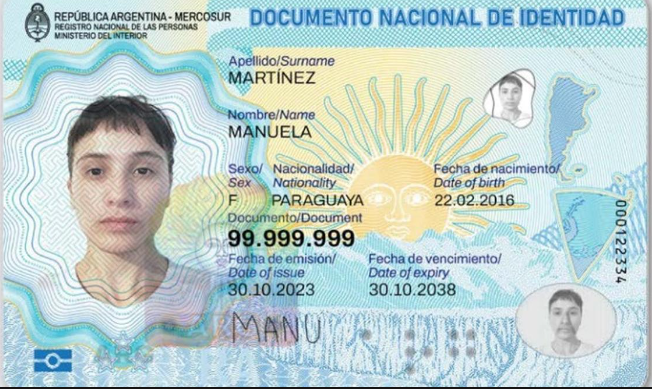 REPÚBLICA ARGENTINA - MERCOSUR
REGISTRO NACIONAL DE LAS PERSONAS
MINISTERIO DEL INTERIOR
DOCUMENTO NACIONAL DE IDENTIDAD
Apellido/Surname
MARTÍNEZ
Nombre/Name
MANUELA
Sexo/ Nacionalidad/ Fecha de nacimiento/
Sex Nationality Date of birth
F PARAGUAYA 22.02.2016
Documento/Document
99.999.999
Fecha de emisión/ Fecha de vencimiento/
Date of issue Date of expiry
30.10.2023 30.10.2038
MANU
000122334